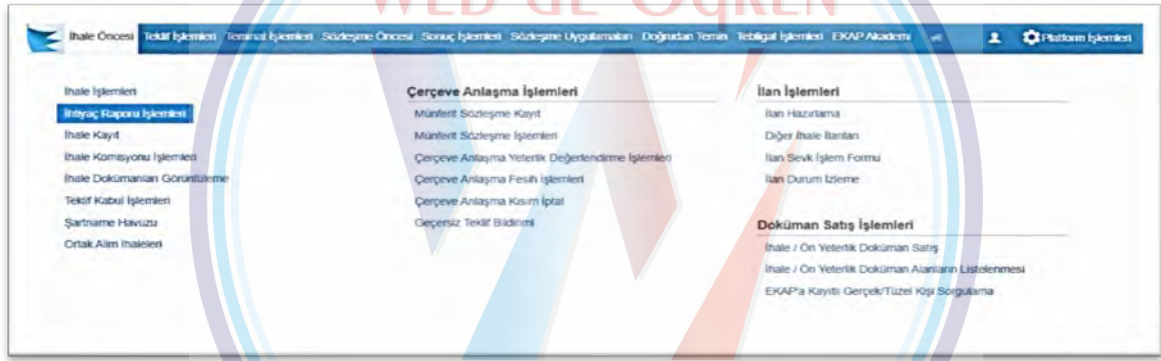 WEB'DE ÖĞREN
İhale Öncesi Teklif İşlemleri Teminat İşlemleri Sözleşme Öncesi Sonuç İşlemleri Sözleşme Uygulamaları Doğrudan Temin Tebligat İşlemleri EKAP Akademi Platform İşlemleri
İhale İşlemleri
İhtiyaç Raporu İşlemleri
İhale Kayıt
İhale Komisyonu İşlemleri
İhale Dokümanları Görüntüleme
Teklif Kabul İşlemleri
Şartname Havuzu
Ortak Alım İhaleleri
Çerçeve Anlaşma İşlemleri
Münferit Sözleşme Kayıt
Münferit Sözleşme İşlemleri
Çerçeve Anlaşma Yeterlik Değerlendirme İşlemleri
Çerçeve Anlaşma Fesih İşlemleri
Çerçeve Anlaşma Kısım İptal
Geçersiz Teklif Bildirimi
İlan İşlemleri
İlan Hazırlama
Diğer İhale İlanları
İlan Sevk İşlem Formu
İlan Durum İzleme
Doküman Satış İşlemleri
İhale / Ön Yeterlik Doküman Satış
İhale / Ön Yeterlik Doküman Alanların Listelenmesi
EKAP'a Kayıtlı Gerçek/Tüzel Kişi Sorgulama